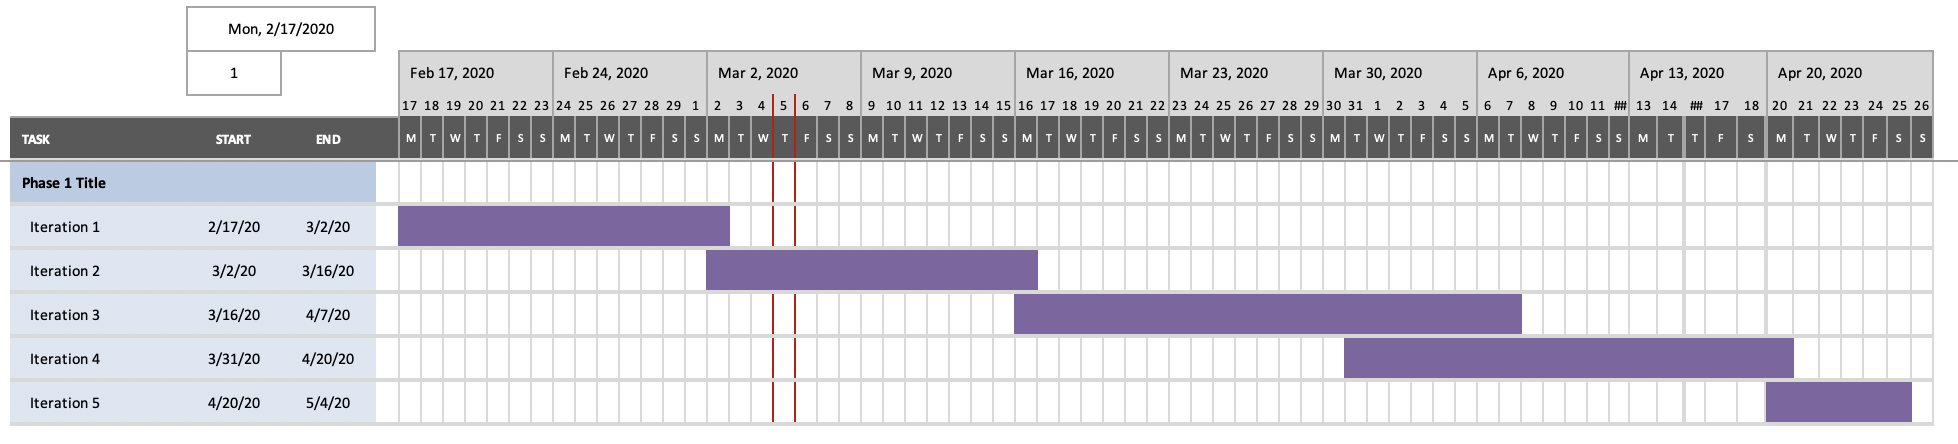 Mon, 2/17/2020
1
Feb 17, 2020 Feb 24, 2020 Mar 2, 2020 Mar 9, 2020 Mar 16, 2020 Mar 23, 2020 Mar 30, 2020 Apr 6, 2020 Apr 13, 2020 Apr 20, 2020
17 18 19 20 21 22 23 24 25 26 27 28 29 1 2 3 4 5 6 7 8 9 10 11 12 13 14 15 16 17 18 19 20 21 22 23 24 25 26 27 28 29 30 31 1 2 3 4 5 6 7 8 9 10 11 ## 13 14 ## 17 18 20 21 22 23 24 25 26
TASK START END M T W T F S S M T W T F S S M T W T F S S M T W T F S S M T W T F S S M T W T F S S M T W T F S S M T W T F S S M T T F S M T W T F S S
Phase 1 Title
Iteration 1 2/17/20 3/2/20
Iteration 2 3/2/20 3/16/20
Iteration 3 3/16/20 4/7/20
Iteration 4 3/31/20 4/20/20
Iteration 5 4/20/20 5/4/20